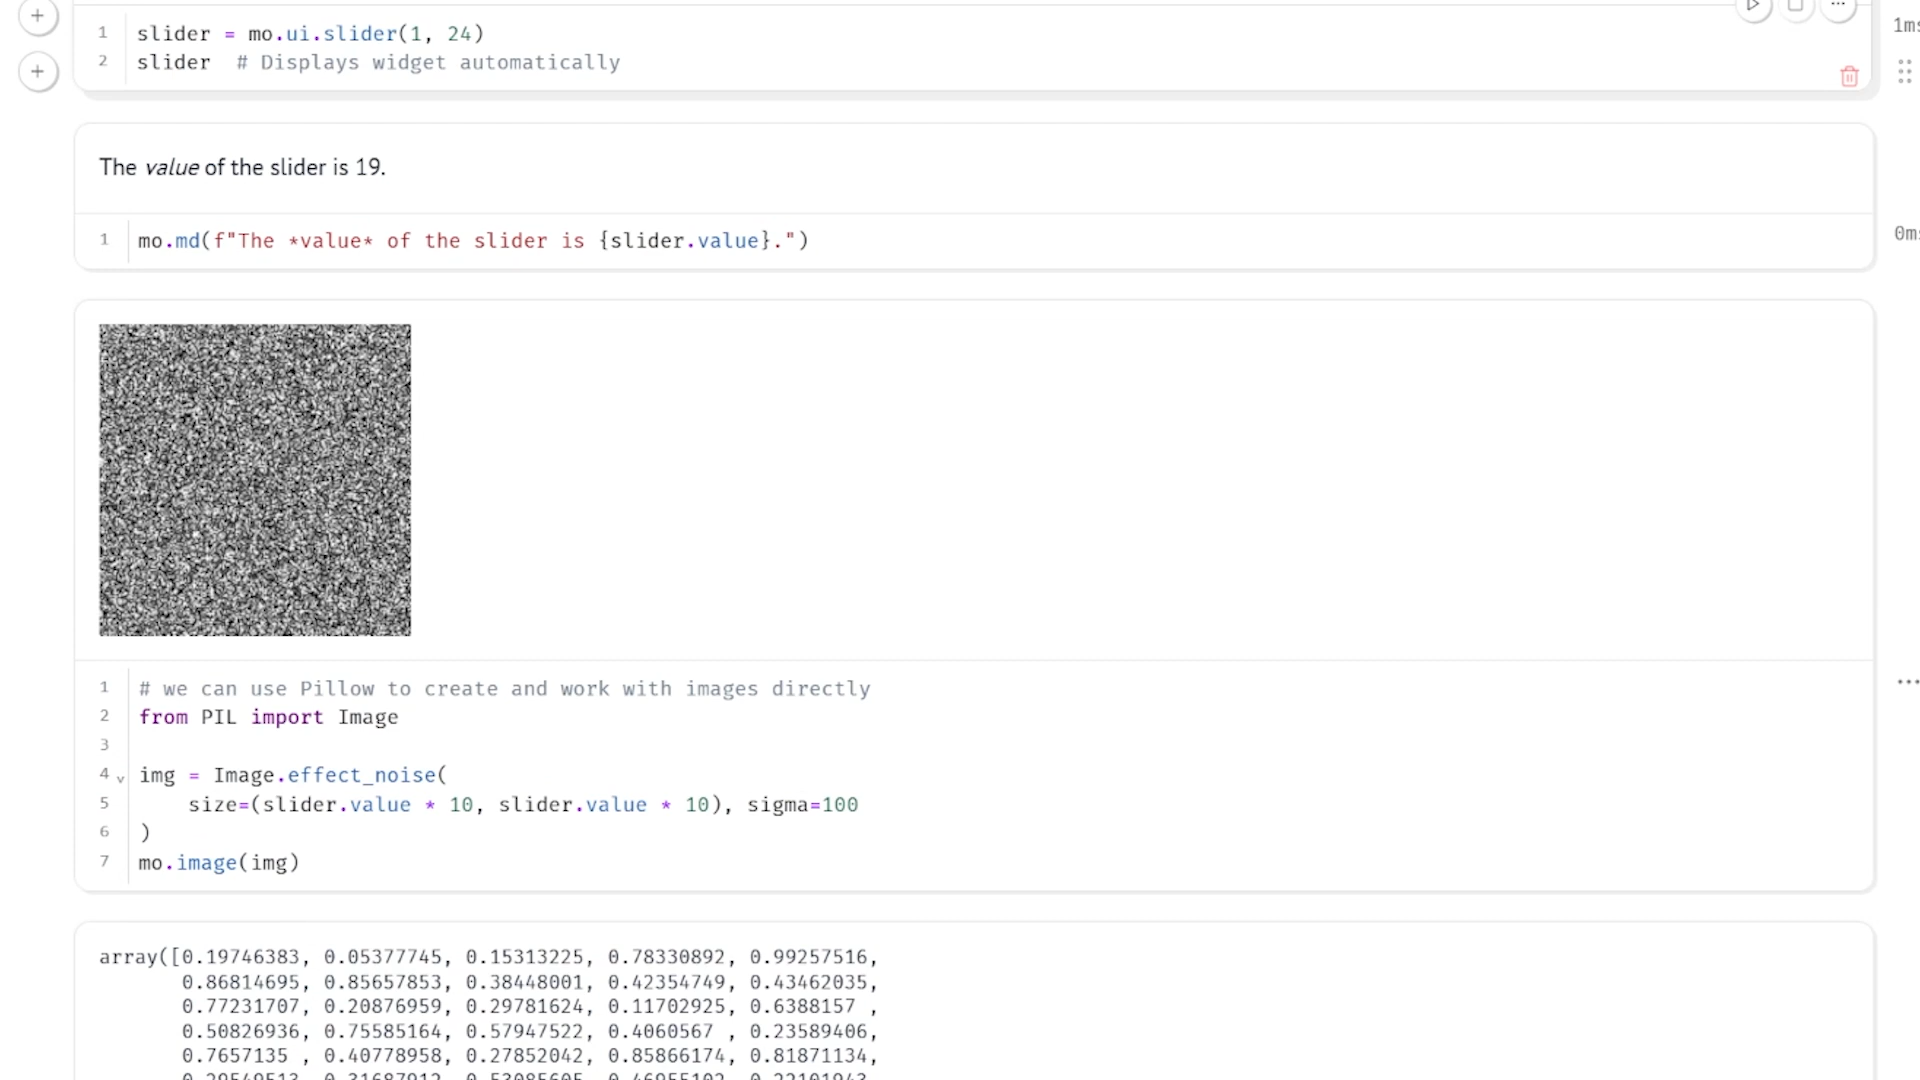 1 slider = mo.ui.slider(1, 24)
2 slider  # Displays widget automatically
1ms
The value of the slider is 19.
1 mo.md(f"The *value* of the slider is {slider.value}.")
0ms
1 # we can use Pillow to create and work with images directly
2 from PIL import Image
3
4 img = Image.effect_noise(
5     size=(slider.value * 10, slider.value * 10), sigma=100
6 )
7 mo.image(img)
array([0.19746383, 0.05377745, 0.15313225, 0.78330892, 0.99257516,
0.86814695, 0.85657853, 0.38448001, 0.42354749, 0.43462035,
0.77231707, 0.20876959, 0.29781624, 0.11702925, 0.6388157 ,
0.50826936, 0.75585164, 0.57947522, 0.4060567 , 0.23589406,
0.7657135 , 0.40778958, 0.27852042, 0.85866174, 0.81871134,